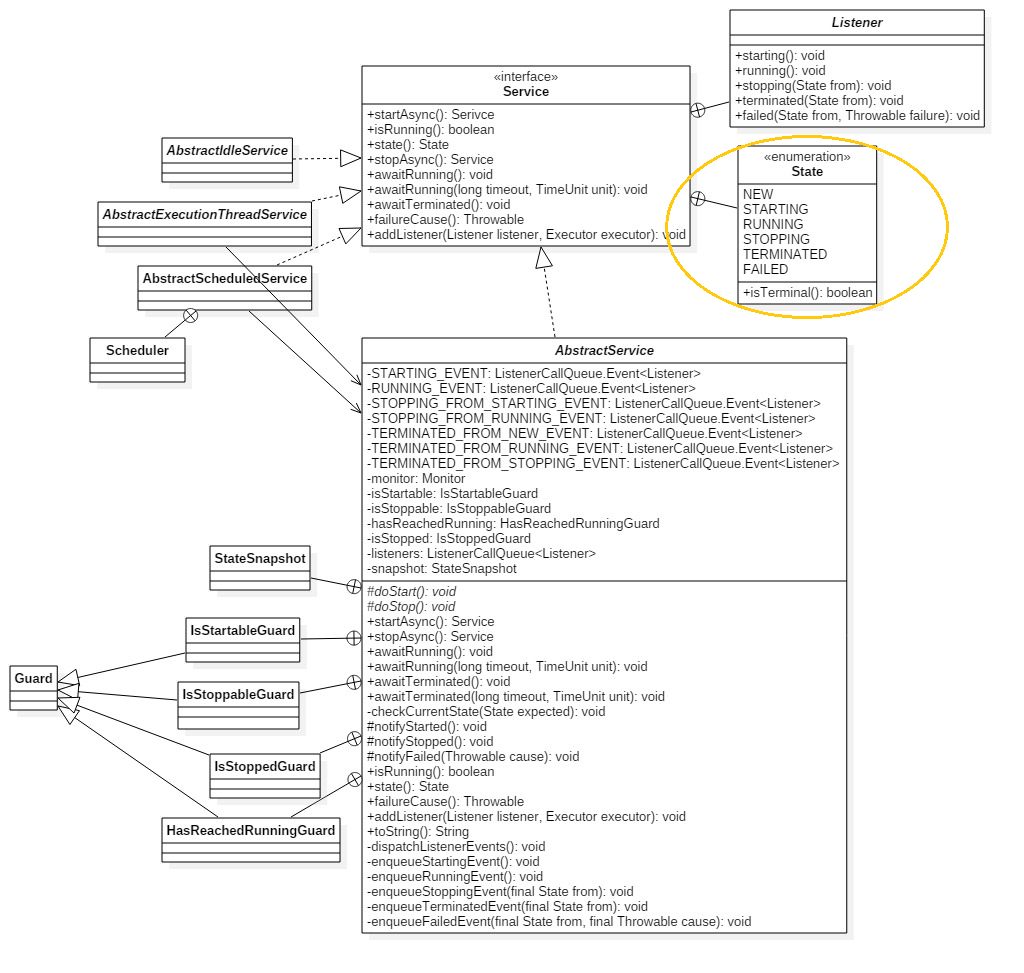 Listener
+starting(): void
+running(): void
+stopping(State from): void
+terminated(State from): void
+failed(State from, Throwable failure): void
«interface»
Service
+startAsync(): Serivce
+isRunning(): boolean
+state(): State
+stopAsync(): Service
+awaitRunning(): void
+awaitRunning(long timeout, TimeUnit unit): void
+awaitTerminated(): void
+failureCause(): Throwable
+addListener(Listener listener, Executor executor): void
«enumeration»
State
NEW
STARTING
RUNNING
STOPPING
TERMINATED
FAILED
+isTerminal(): boolean
AbstractIdleService
AbstractExecutionThreadService
AbstractScheduledService
Scheduler
AbstractService
-STARTING_EVENT: ListenerCallQueue.Event<Listener>
-RUNNING_EVENT: ListenerCallQueue.Event<Listener>
-STOPPING_FROM_STARTING_EVENT: ListenerCallQueue.Event<Listener>
-STOPPING_FROM_RUNNING_EVENT: ListenerCallQueue.Event<Listener>
-TERMINATED_FROM_NEW_EVENT: ListenerCallQueue.Event<Listener>
-TERMINATED_FROM_RUNNING_EVENT: ListenerCallQueue.Event<Listener>
-TERMINATED_FROM_STOPPING_EVENT: ListenerCallQueue.Event<Listener>
-monitor: Monitor
-isStartable: IsStartableGuard
-isStoppable: IsStoppableGuard
-hasReachedRunning: HasReachedRunningGuard
-isStopped: IsStoppedGuard
-listeners: ListenerCallQueue<Listener>
-snapshot: StateSnapshot
#doStart(): void
#doStop(): void
+startAsync(): Service
+stopAsync(): Service
+awaitRunning(): void
+awaitRunning(long timeout, TimeUnit unit): void
+awaitTerminated(): void
+awaitTerminated(long timeout, TimeUnit unit): void
-checkCurrentState(State expected): void
#notifyStarted(): void
#notifyStopped(): void
#notifyFailed(Throwable cause): void
+isRunning(): boolean
+state(): State
+failureCause(): Throwable
+addListener(Listener listener, Executor executor): void
+toString(): String
-dispatchListenerEvents(): void
-enqueueStartingEvent(): void
-enqueueRunningEvent(): void
-enqueueStoppingEvent(final State from): void
-enqueueTerminatedEvent(final State from): void
-enqueueFailedEvent(final State from, final Throwable cause): void
StateSnapshot
IsStartableGuard
Guard
IsStoppableGuard
IsStoppedGuard
HasReachedRunningGuard